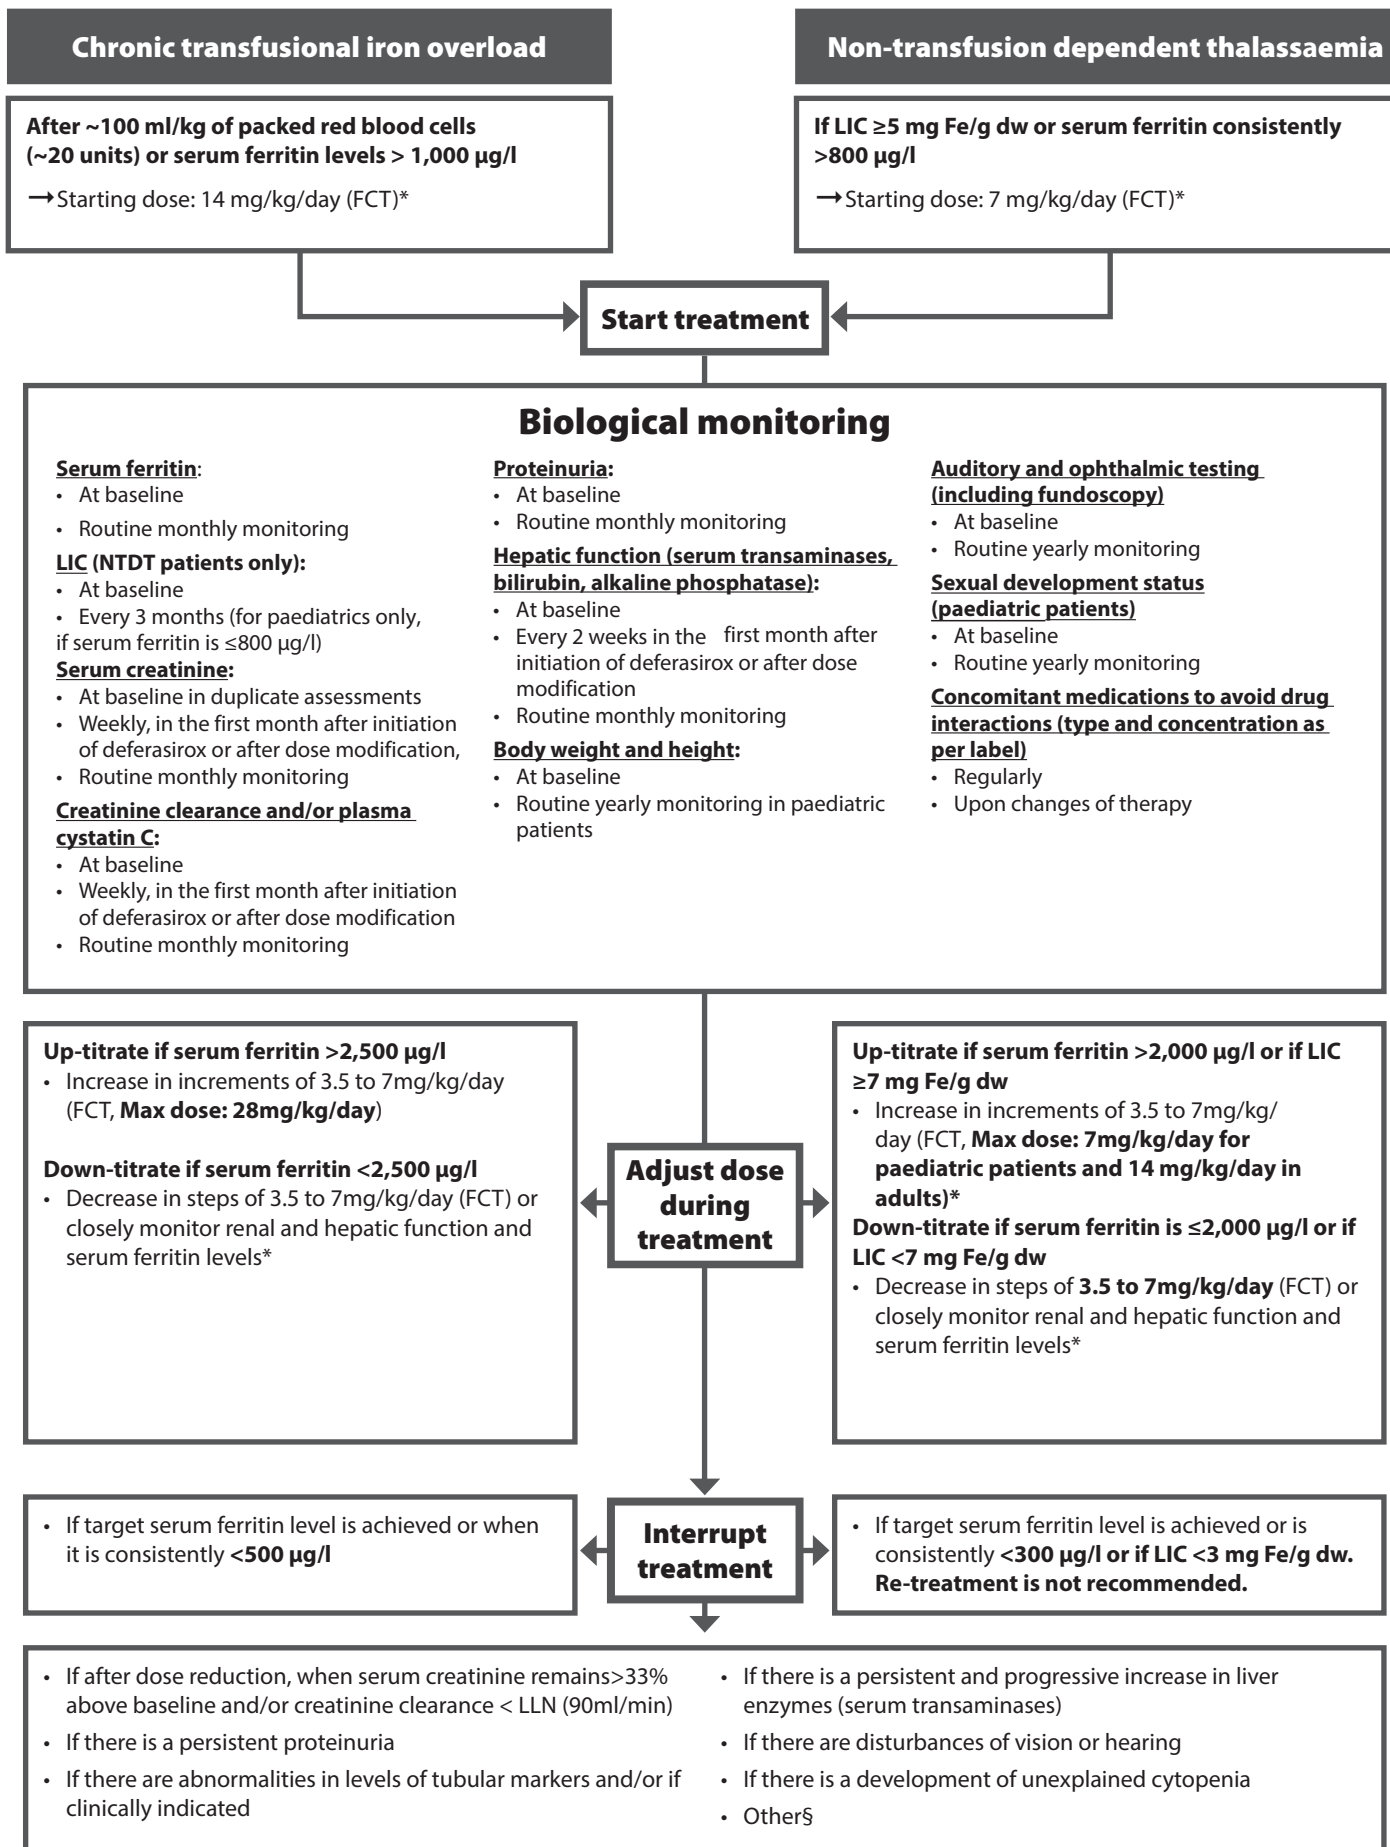 Chronic transfusional iron overload
Non-transfusion dependent thalassaemia
After ~100 ml/kg of packed red blood cells
(~20 units) or serum ferritin levels > 1,000 µg/l
→Starting dose: 14 mg/kg/day (FCT)*
If LIC ≥5 mg Fe/g dw or serum ferritin consistently
>800 µg/l
→Starting dose: 7 mg/kg/day (FCT)*
Start treatment
Biological monitoring
Serum ferritin:
• At baseline
• Routine monthly monitoring
LIC (NTDT patients only):
• At baseline
• Every 3 months (for paediatrics only,
if serum ferritin is ≤800 µg/l)
Serum creatinine:
• At baseline in duplicate assessments
• Weekly, in the first month after initiation
of deferasirox or after dose modification,
• Routine monthly monitoring
Creatinine clearance and/or plasma
cystatin C:
• At baseline
• Weekly, in the first month after initiation
of deferasirox or after dose modification
• Routine monthly monitoring
Proteinuria:
• At baseline
• Routine monthly monitoring
Hepatic function (serum transaminases,
bilirubin, alkaline phosphatase):
• At baseline
• Every 2 weeks in the first month after
initiation of deferasirox or after dose
modification
• Routine monthly monitoring
Body weight and height:
• At baseline
• Routine yearly monitoring in paediatric
patients
Auditory and ophthalmic testing
(including fundoscopy)
• At baseline
• Routine yearly monitoring
Sexual development status
(paediatric patients)
• At baseline
• Routine yearly monitoring
Concomitant medications to avoid drug
interactions (type and concentration as
per label)
• Regularly
• Upon changes of therapy
Up-titrate if serum ferritin >2,500 µg/l
• Increase in increments of 3.5 to 7mg/kg/day
(FCT, Max dose: 28mg/kg/day)
Down-titrate if serum ferritin <2,500 µg/l
• Decrease in steps of 3.5 to 7mg/kg/day (FCT) or
closely monitor renal and hepatic function and
serum ferritin levels*
Adjust dose
during
treatment
Up-titrate if serum ferritin >2,000 µg/l or if LIC
≥7 mg Fe/g dw
• Increase in increments of 3.5 to 7mg/kg/
day (FCT, Max dose: 7mg/kg/day for
paediatric patients and 14 mg/kg/day in
adults)*
Down-titrate if serum ferritin is ≤2,000 µg/l or if
LIC <7 mg Fe/g dw
• Decrease in steps of 3.5 to 7mg/kg/day (FCT) or
closely monitor renal and hepatic function and
serum ferritin levels*
• If target serum ferritin level is achieved or when
it is consistently <500 µg/l
Interrupt
treatment
• If target serum ferritin level is achieved or is
consistently <300 µg/l or if LIC <3 mg Fe/g dw.
Re-treatment is not recommended.
• If after dose reduction, when serum creatinine remains>33%
above baseline and/or creatinine clearance < LLN (90ml/min)
• If there is a persistent proteinuria
• If there are abnormalities in levels of tubular markers and/or if
clinically indicated
• If there is a persistent and progressive increase in liver
enzymes (serum transaminases)
• If there are disturbances of vision or hearing
• If there is a development of unexplained cytopenia
• Other§